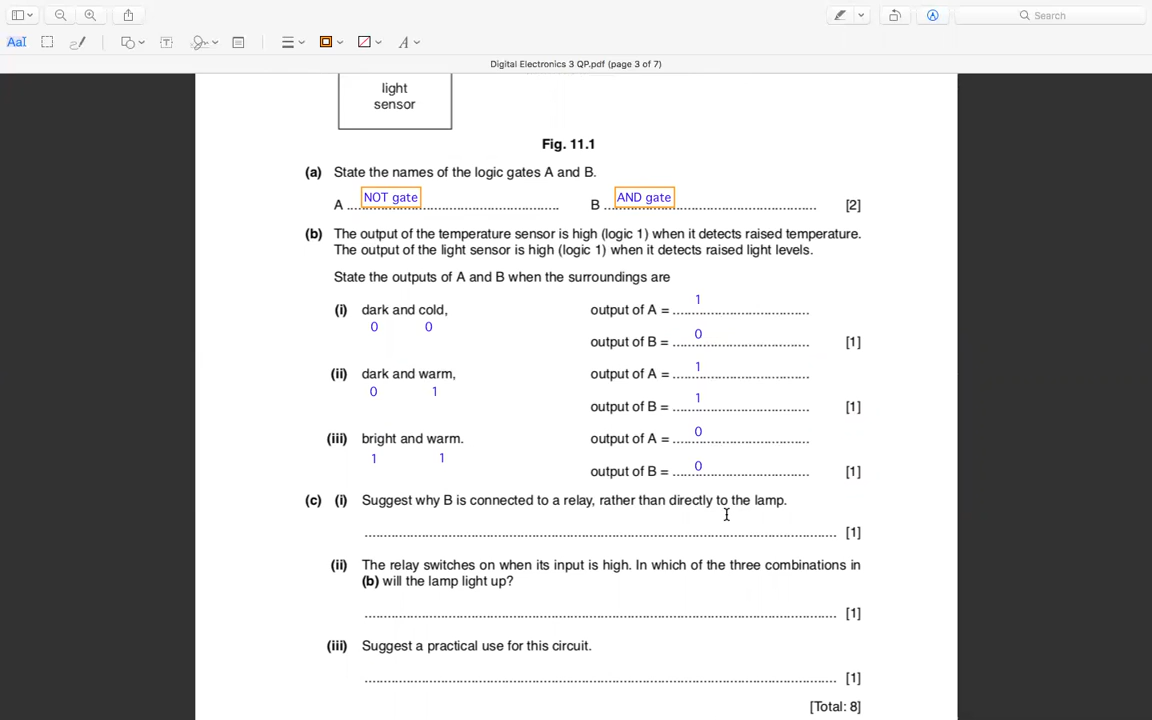 Search
AaI
T
A
Digital Electronics 3 QP.pdf (page 3 of 7)
light
sensor
Fig. 11.1
(a) State the names of the logic gates A and B.
A NOT gate B AND gate [2]
(b) The output of the temperature sensor is high (logic 1) when it detects raised temperature.
The output of the light sensor is high (logic 1) when it detects raised light levels.
State the outputs of A and B when the surroundings are
(i) dark and cold, output of A = 1
0 0
output of B = 0 [1]
(ii) dark and warm, output of A = 1
0 1
output of B = 1 [1]
(iii) bright and warm. output of A = 0
1 1
output of B = 0 [1]
(c) (i) Suggest why B is connected to a relay, rather than directly to the lamp.
[1]
(ii) The relay switches on when its input is high. In which of the three combinations in
(b) will the lamp light up?
[1]
(iii) Suggest a practical use for this circuit.
[1]
[Total: 8]